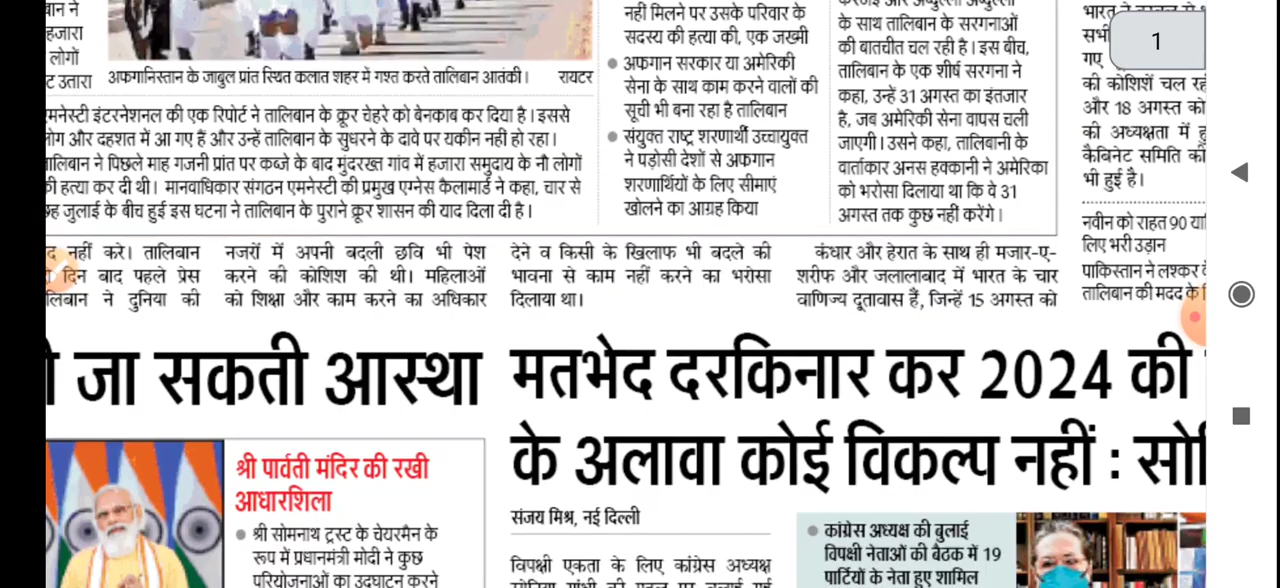 बान ने
हजारा
लोगों
ट उतारा
अफगानिस्तान के जाबुल प्रांत स्थित कलात शहर में गश्त करते तालिबान आतंकी। रायटर
एमनेस्टी इंटरनेशनल की एक रिपोर्ट ने तालिबान के क्रूर चेहरे को बेनकाब कर दिया है। इससे
लोग और दहशत में आ गए हैं और उन्हें तालिबान के सुधरने के दावे पर यकीन नही हो रहा।
तालिबान ने पिछले माह गजनी प्रांत पर कब्जे के बाद मुंदरख्त गांव में हजारा समुदाय के नौ लोगों
की हत्या कर दी थी। मानवाधिकार संगठन एमनेस्टी की प्रमुख एग्नेस कैलामार्ड ने कहा, चार से
छह जुलाई के बीच हुई इस घटना ने तालिबान के पुराने क्रूर शासन की याद दिला दी है।
नहीं मिलने पर उसके परिवार के
सदस्य की हत्या की, एक जख्मी
● अफगान सरकार या अमेरिकी
सेना के साथ काम करने वालों की
सूची भी बना रहा है तालिबान
● संयुक्त राष्ट्र शरणार्थी उच्चायुक्त
ने पड़ोसी देशों से अफगान
शरणार्थियों के लिए सीमाएं
खोलने का आग्रह किया
के साथ तालिबान के सरगनाओं
की बातचीत चल रही है। इस बीच,
तालिबान के एक शीर्ष सरगना ने
कहा, उन्हें 31 अगस्त का इंतजार
है, जब अमेरिकी सेना वापस चली
जाएगी। उसने कहा, तालिबानी के
वार्ताकार अनस हक्कानी ने अमेरिका
को भरोसा दिलाया था कि वे 31
अगस्त तक कुछ नहीं करेंगे।
1
सभी
गए
की कोशिशें चल रह
और 18 अगस्त को
की अध्यक्षता में हु
कैबिनेट समिति की
भी हुई है।
नवीन को राहत 90 या
लिए भरी उड़ान
पाकिस्तान ने लश्कर
तालिबान की मदद के
द नहीं करे। तालिबान
दिन बाद पहले प्रेस
लिबान ने दुनिया की
नजरों में अपनी बदली छवि भी पेश
करने की कोशिश की थी। महिलाओं
को शिक्षा और काम करने का अधिकार
देने व किसी के खिलाफ भी बदले की
भावना से काम नहीं करने का भरोसा
दिलाया था।
कंधार और हेरात के साथ ही मजार-ए-
शरीफ और जलालाबाद में भारत के चार
वाणिज्य दूतावास हैं, जिन्हें 15 अगस्त को
जा सकती आस्था
श्री पार्वती मंदिर की रखी
आधारशिला
● श्री सोमनाथ ट्रस्ट के चेयरमैन के
रूप में प्रधानमंत्री मोदी ने कुछ
परियोजनाओं का उदघाटन करने
मतभेद दरकिनार कर 2024 की
के अलावा कोई विकल्प नहीं : सो
संजय मिश्र, नई दिल्ली
विपक्षी एकता के लिए कांग्रेस अध्यक्ष
● कांग्रेस अध्यक्ष की बुलाई
विपक्षी नेताओं की बैठक में 19
पार्टियों के नेता हुए शामिल